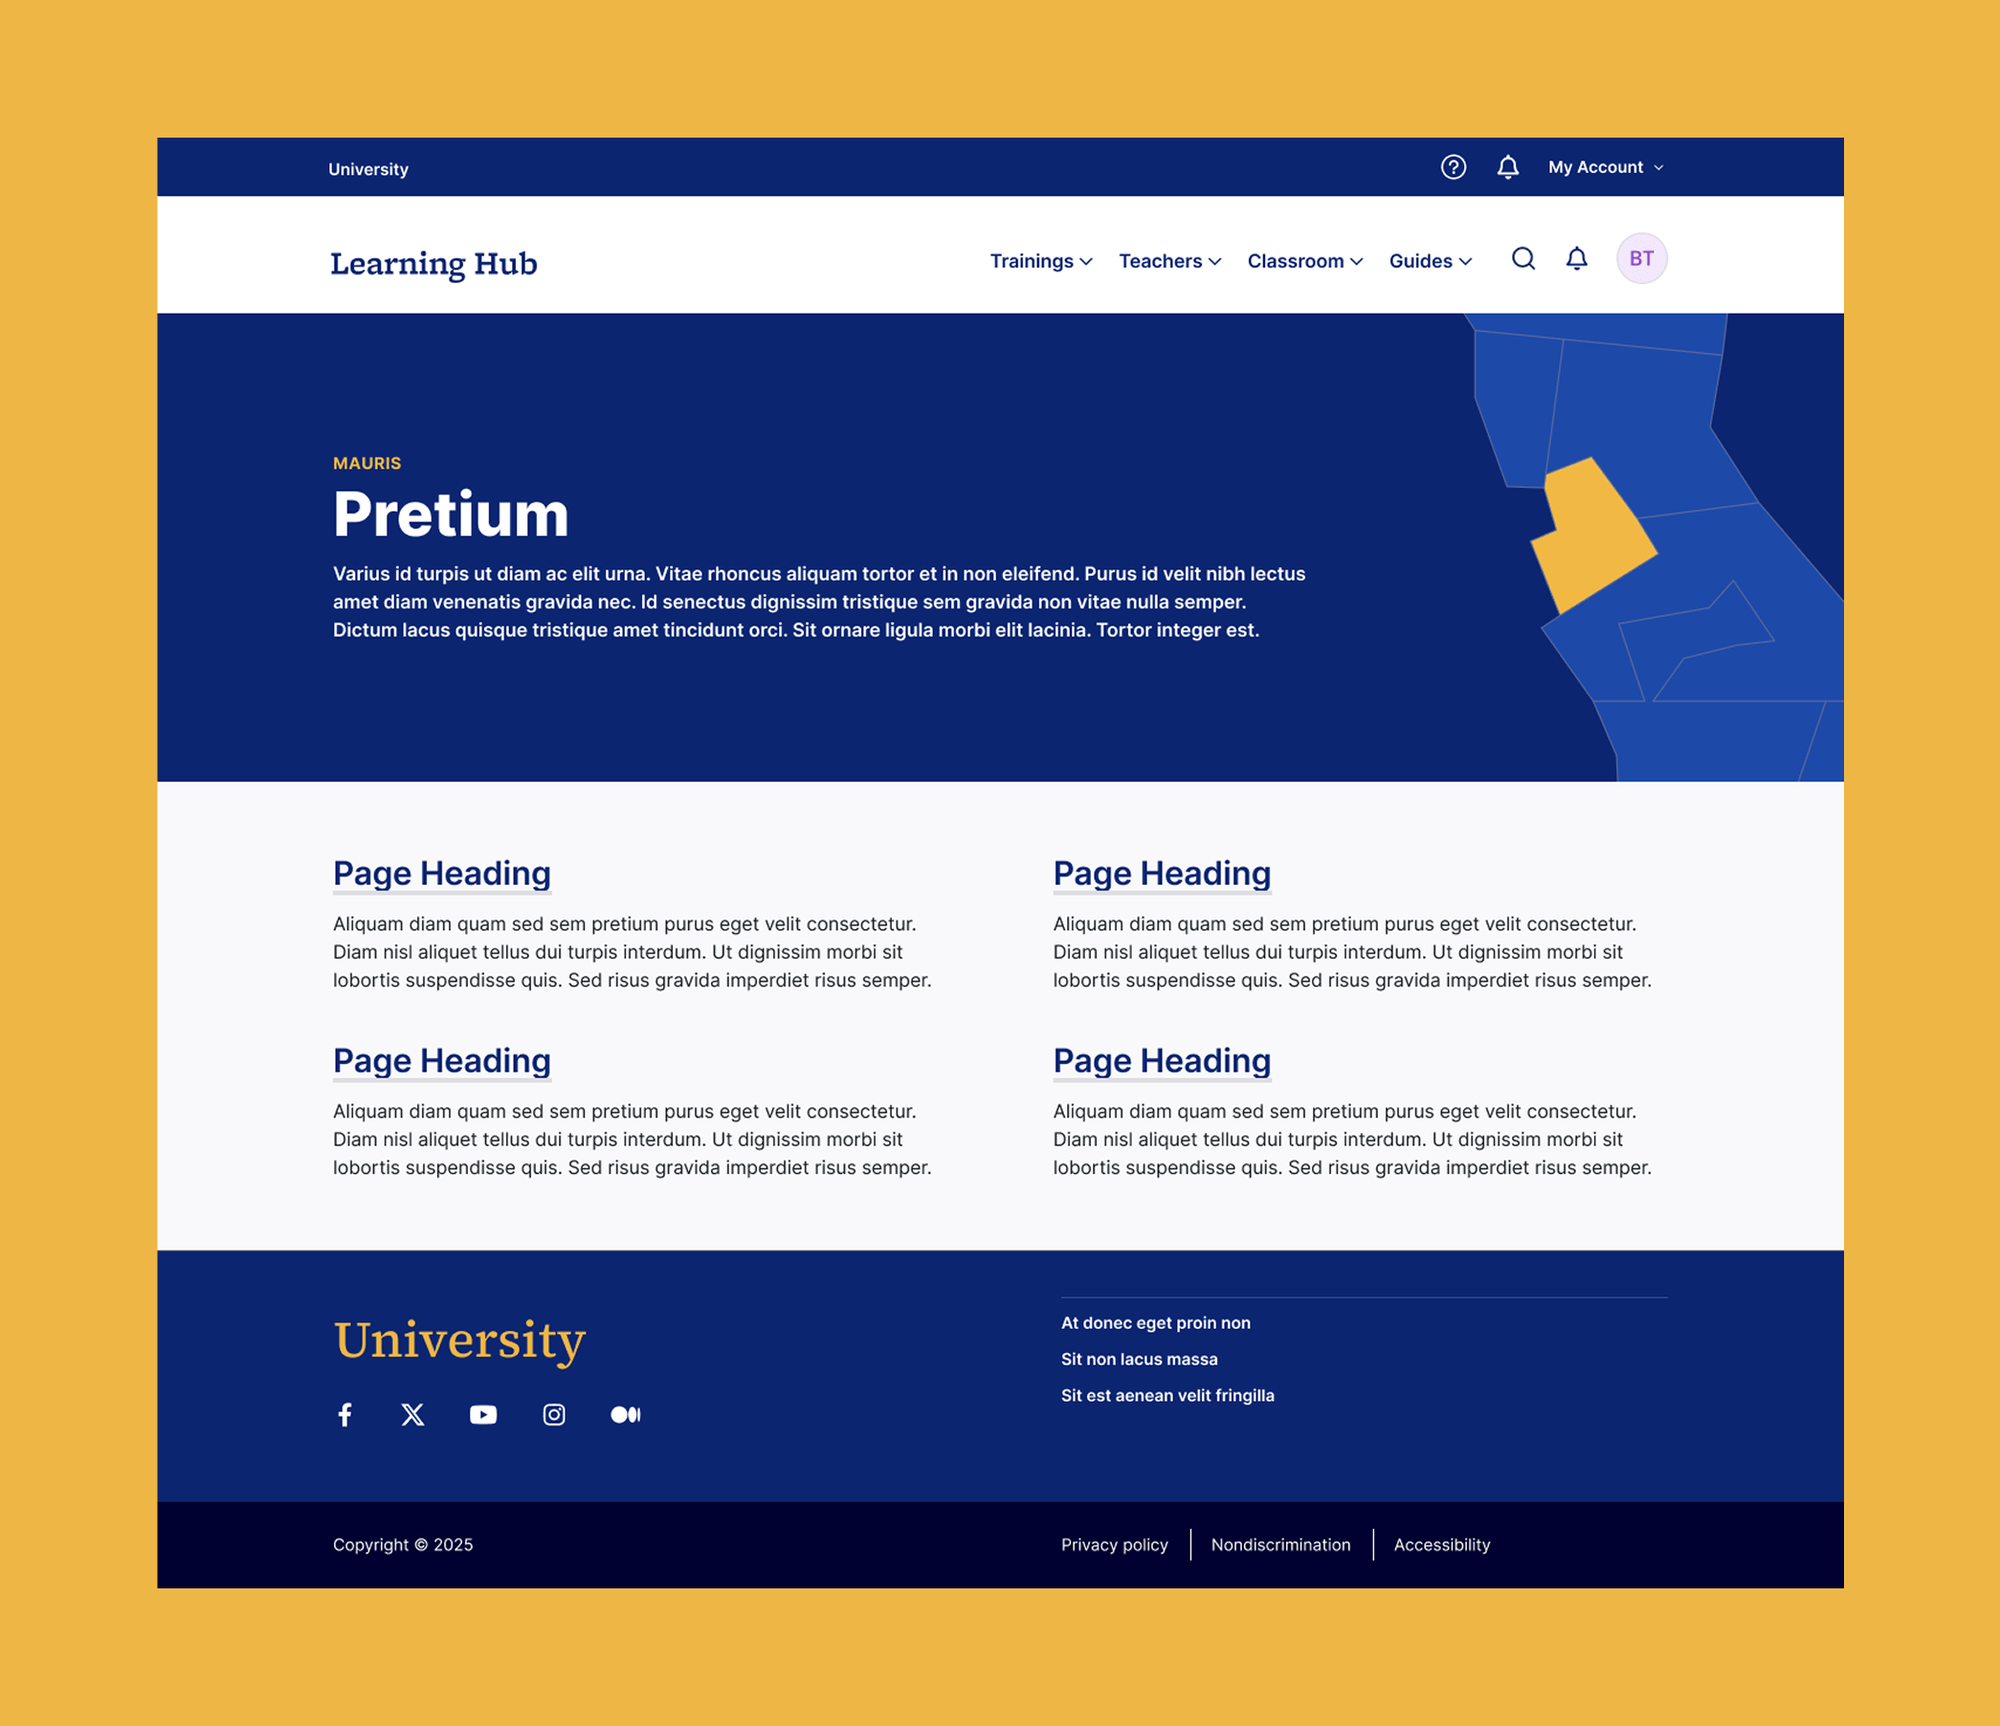 University
My Account
Learning Hub
Trainings
Teachers
Classroom
Guides
BT
MAURIS
Pretium
Varius id turpis ut diam ac elit urna. Vitae rhoncus aliquam tortor et in non eleifend. Purus id velit nibh lectus
amet diam venenatis gravida nec. Id senectus dignissim tristique sem gravida non vitae nulla semper.
Dictum lacus quisque tristique amet tincidunt orci. Sit ornare ligula morbi elit lacinia. Tortor integer est.
Page Heading
Aliquam diam quam sed sem pretium purus eget velit consectetur.
Diam nisl aliquet tellus dui turpis interdum. Ut dignissim morbi sit
lobortis suspendisse quis. Sed risus gravida imperdiet risus semper.
Page Heading
Aliquam diam quam sed sem pretium purus eget velit consectetur.
Diam nisl aliquet tellus dui turpis interdum. Ut dignissim morbi sit
lobortis suspendisse quis. Sed risus gravida imperdiet risus semper.
Page Heading
Aliquam diam quam sed sem pretium purus eget velit consectetur.
Diam nisl aliquet tellus dui turpis interdum. Ut dignissim morbi sit
lobortis suspendisse quis. Sed risus gravida imperdiet risus semper.
Page Heading
Aliquam diam quam sed sem pretium purus eget velit consectetur.
Diam nisl aliquet tellus dui turpis interdum. Ut dignissim morbi sit
lobortis suspendisse quis. Sed risus gravida imperdiet risus semper.
University
At donec eget proin non
Sit non lacus massa
Sit est aenean velit fringilla
Copyright © 2025
Privacy policy
Nondiscrimination
Accessibility